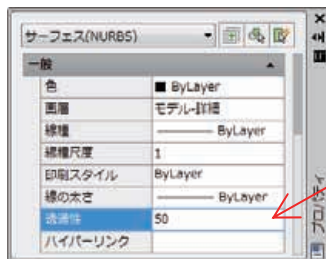 サーフェス(NURBS)
一般
色 ByLayer
画層 モデル-詳細
線種 ByLayer
線種尺度 1
印刷スタイル ByLayer
線の太さ ByLayer
透過性 50
ハイパーリンク
プロパティ